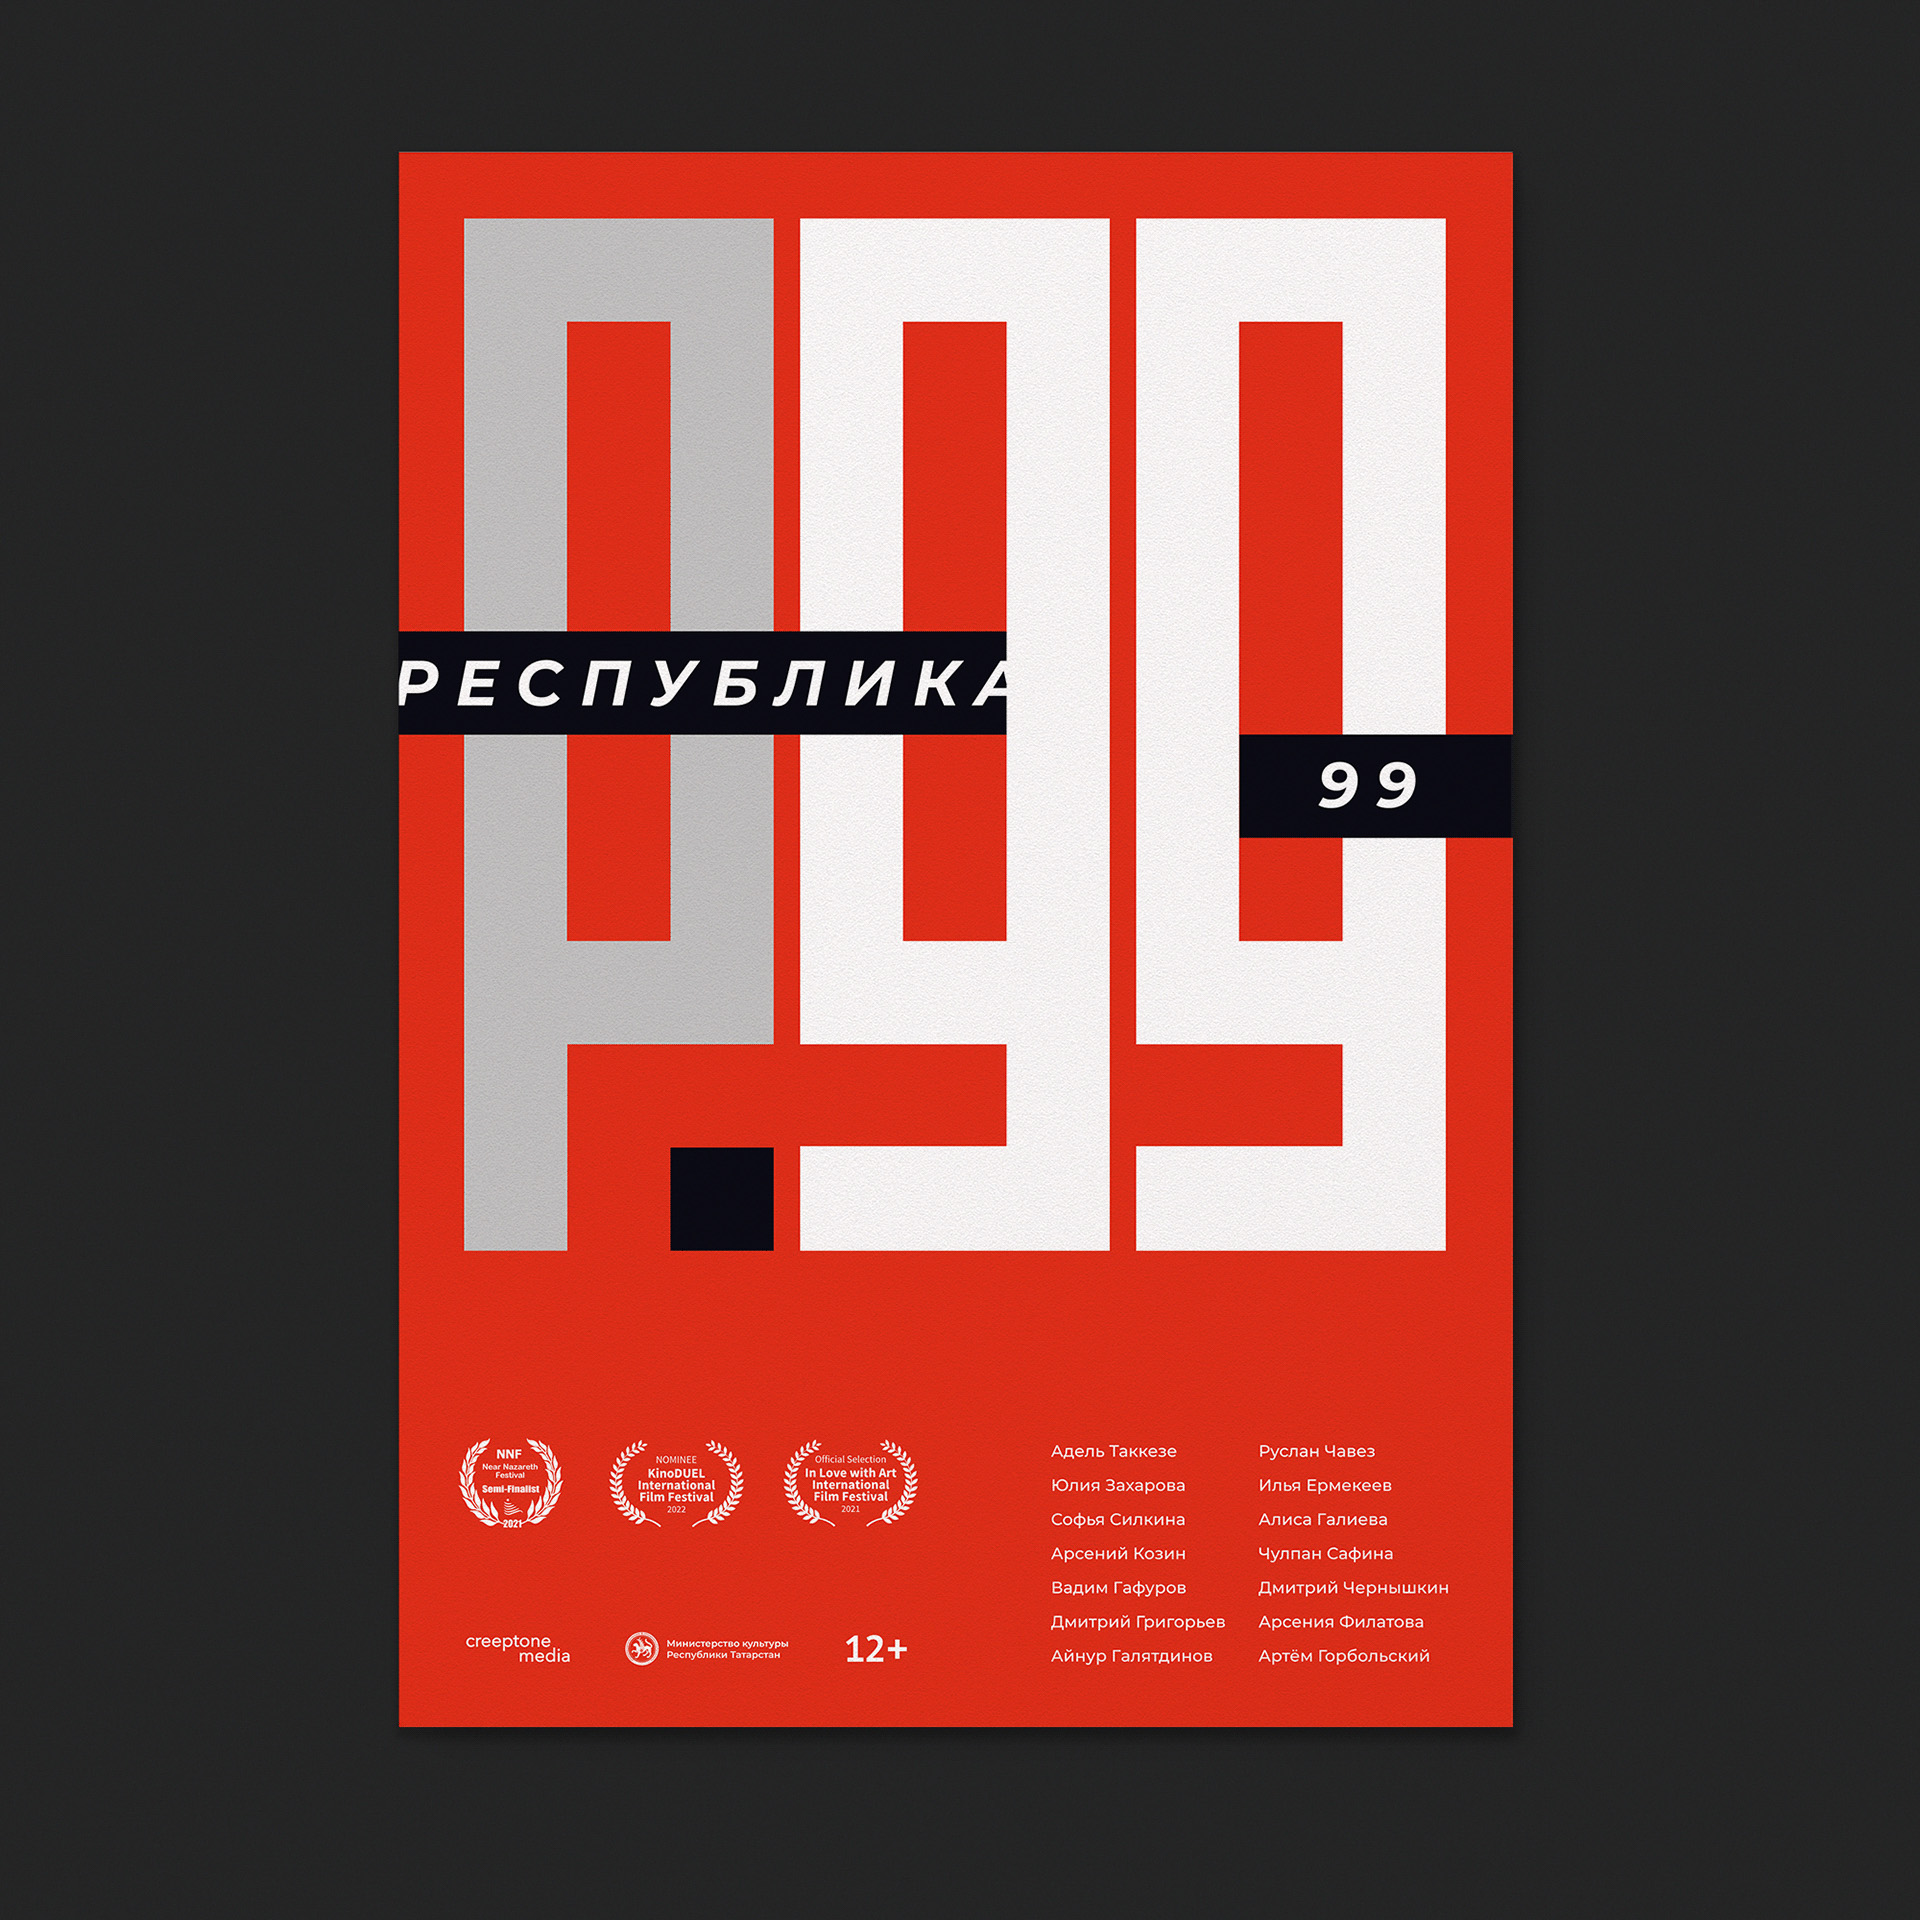 Р.99
РЕСПУБЛИКА
99
NNF
Near Nazareth
Festival
Semi-Finalist
2021
NOMINEE
KinoDUEL
International
Film Festival
2022
Official Selection
In Love with Art
International
Film Festival
2021
creeptone
media
Министерство культуры
Республики Татарстан
12+
Адель Таккезе
Юлия Захарова
Софья Силкина
Арсений Козин
Вадим Гафуров
Дмитрий Григорьев
Айнур Галятдинов
Руслан Чавез
Илья Ермекеев
Алиса Галиева
Чулпан Сафина
Дмитрий Чернышкин
Арсения Филатова
Артём Горбольский